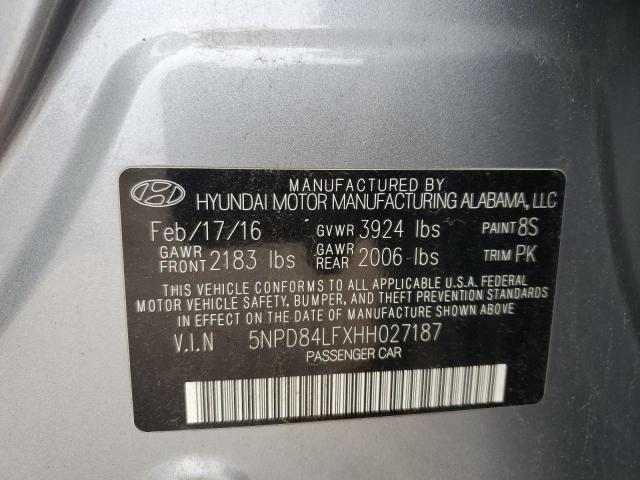 MANUFACTURED BY
HYUNDAI MOTOR MANUFACTURING ALABAMA, LLC
Feb/17/16 GVWR 3924 lbs PAINT 8S
GAWR FRONT 2183 lbs GAWR REAR 2006 lbs TRIM PK
THIS VEHICLE CONFORMS TO ALL APPLICABLE U.S.A. FEDERAL
MOTOR VEHICLE SAFETY, BUMPER, AND THEFT PREVENTION STANDARDS
IN EFFECT ON THE DATE OF MANUFACTURE SHOWN ABOVE
V.I.N 5NPD84LFXHH027187
PASSENGER CAR